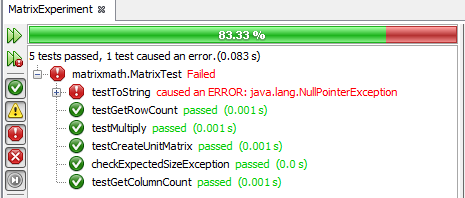 MatrixExperiment
83.33 %
5 tests passed, 1 test caused an error.(0.083 s)
matrixmath.MatrixTest Failed
testToString caused an ERROR: java.lang.NullPointerException
testGetRowCount passed (0.001 s)
testMultiply passed (0.001 s)
testCreateUnitMatrix passed (0.001 s)
checkExpectedSizeException passed (0.0 s)
testGetColumnCount passed (0.001 s)